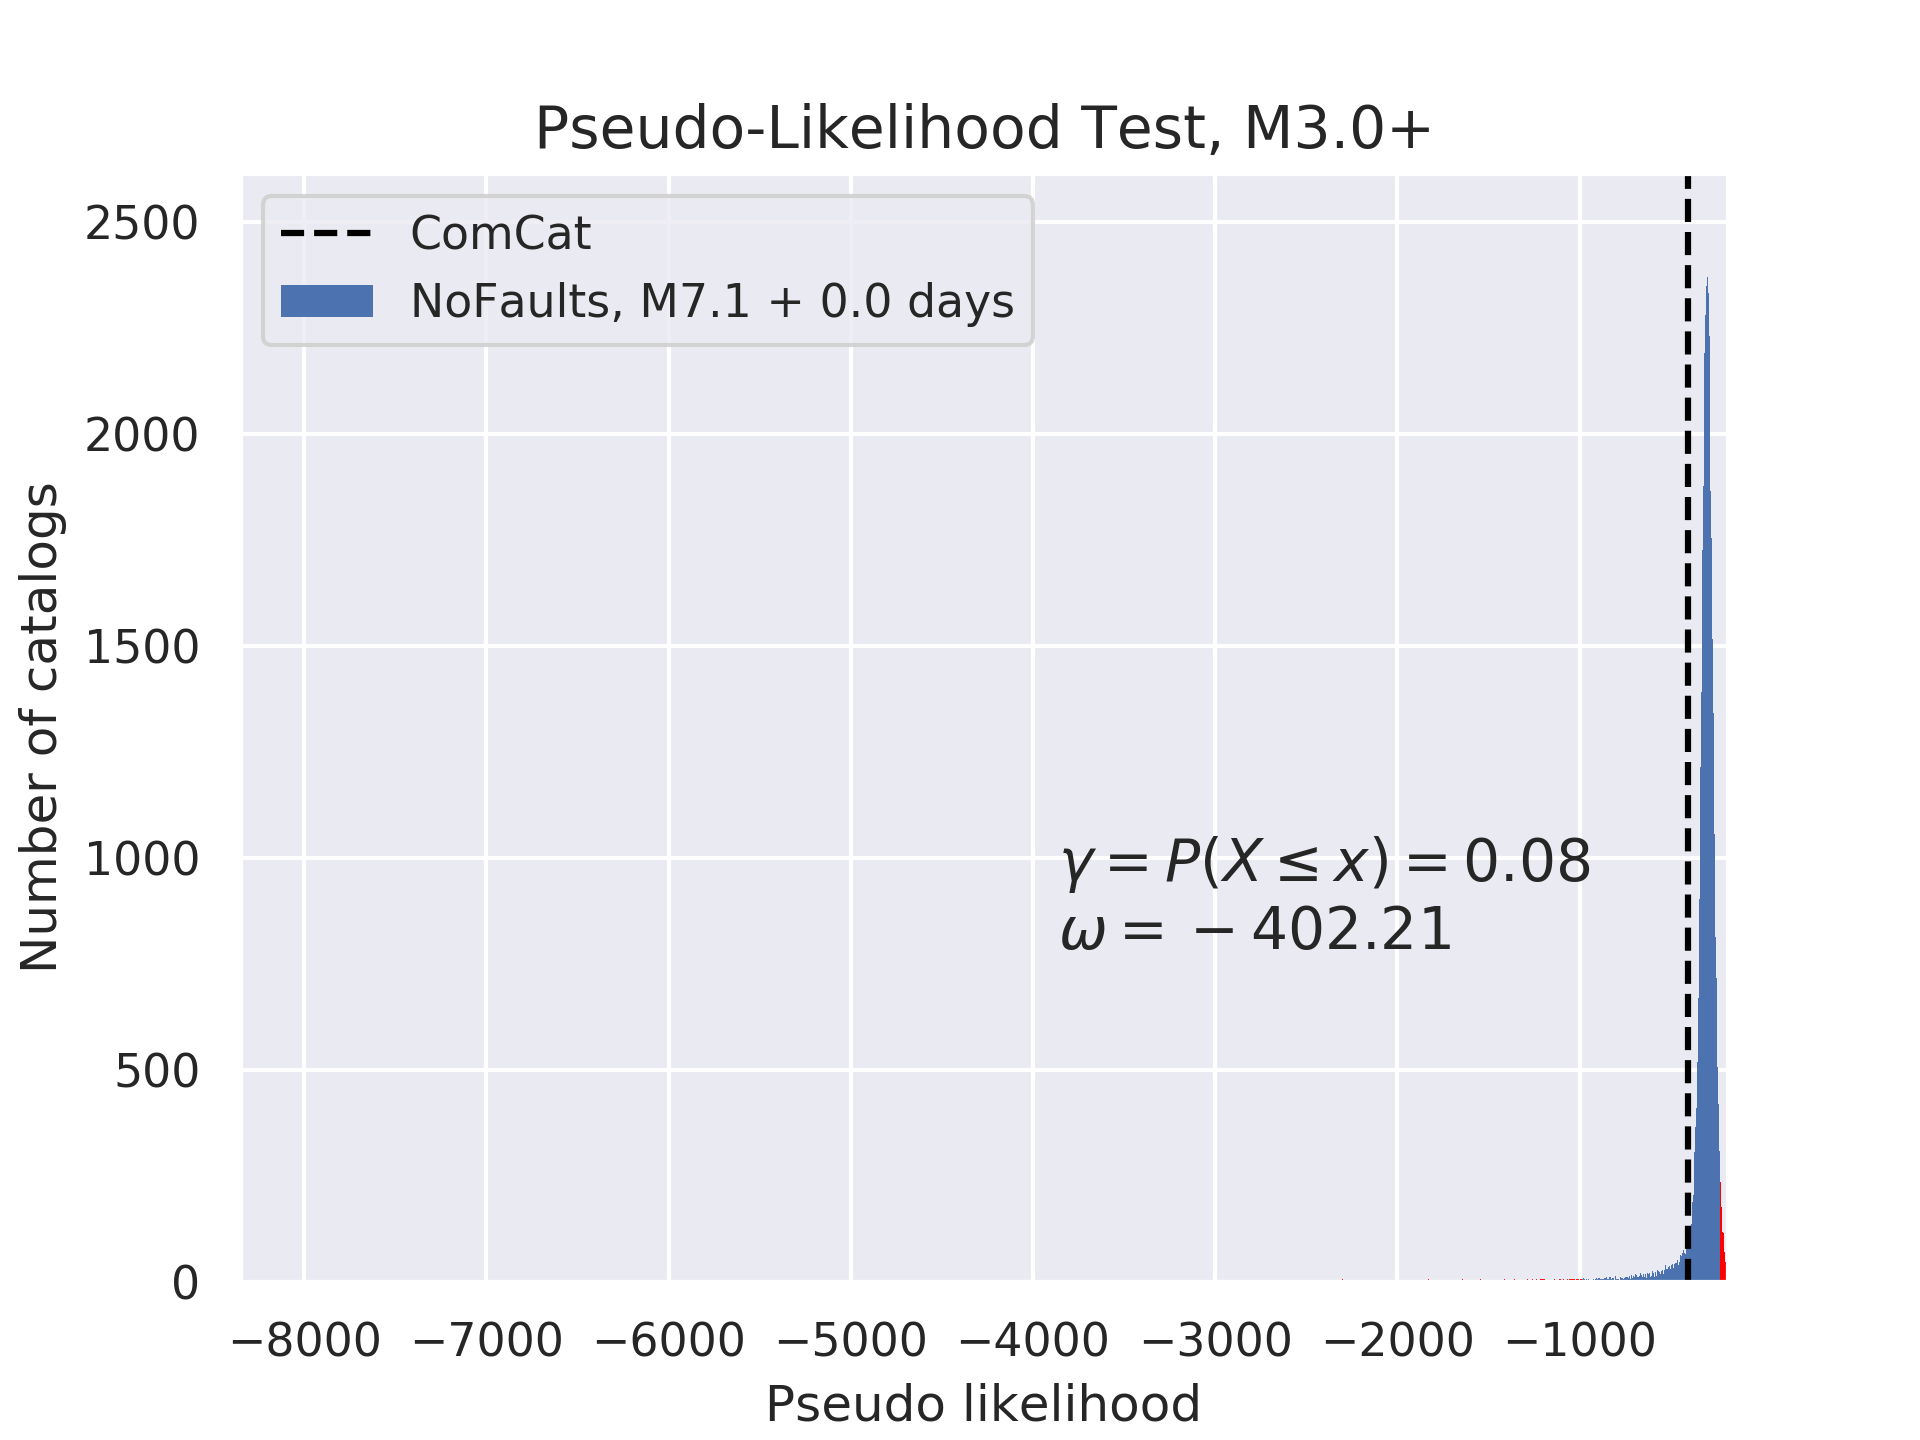 Pseudo-Likelihood Test, M3.0+
ComCat
NoFaults, M7.1 + 0.0 days
2500
2000
1500
1000
500
0
Number of catalogs
γ = P(X ≤ x) = 0.08
ω = − 402.21
−8000 −7000 −6000 −5000 −4000 −3000 −2000 −1000
Pseudo likelihood